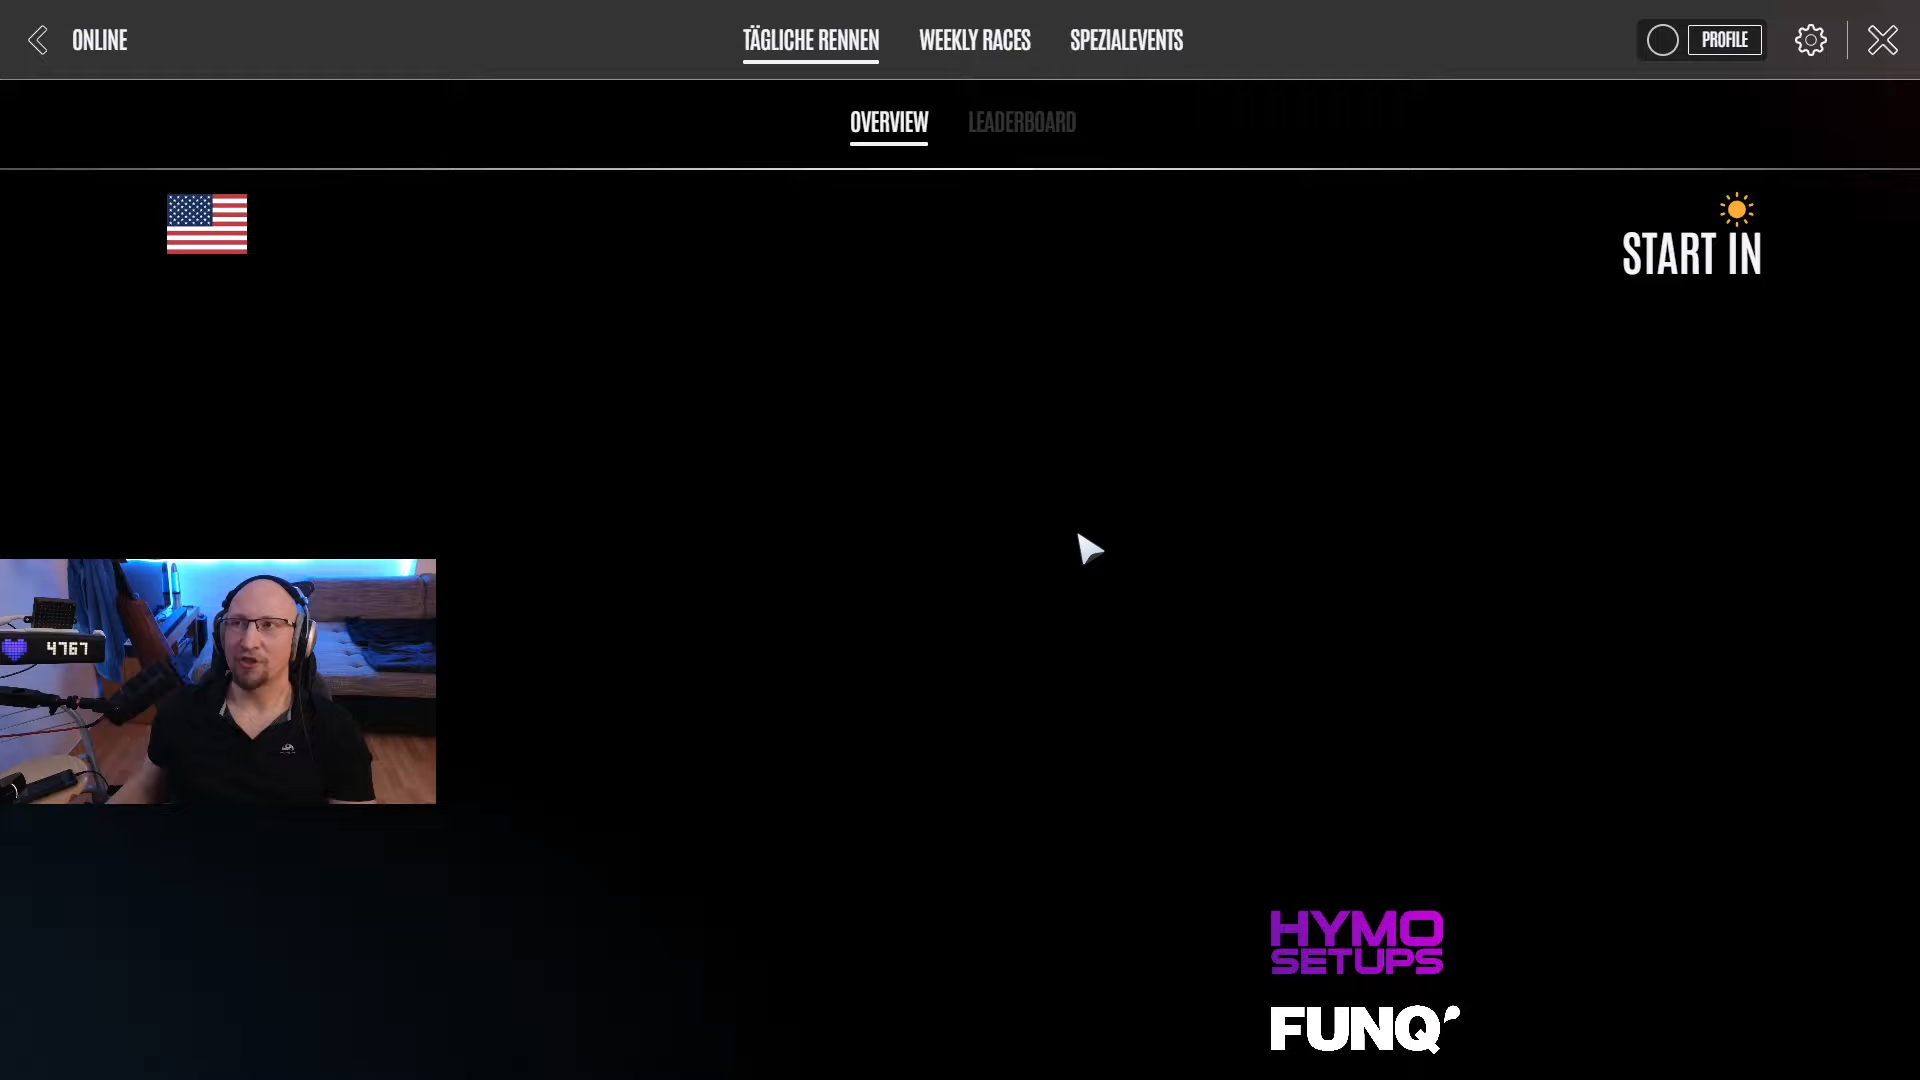 ONLINE
TÄGLICHE RENNEN
WEEKLY RACES
SPEZIALEVENTS
PROFILE
OVERVIEW
LEADERBOARD
START IN
4767
HYMO
SETUPS
FUNQ